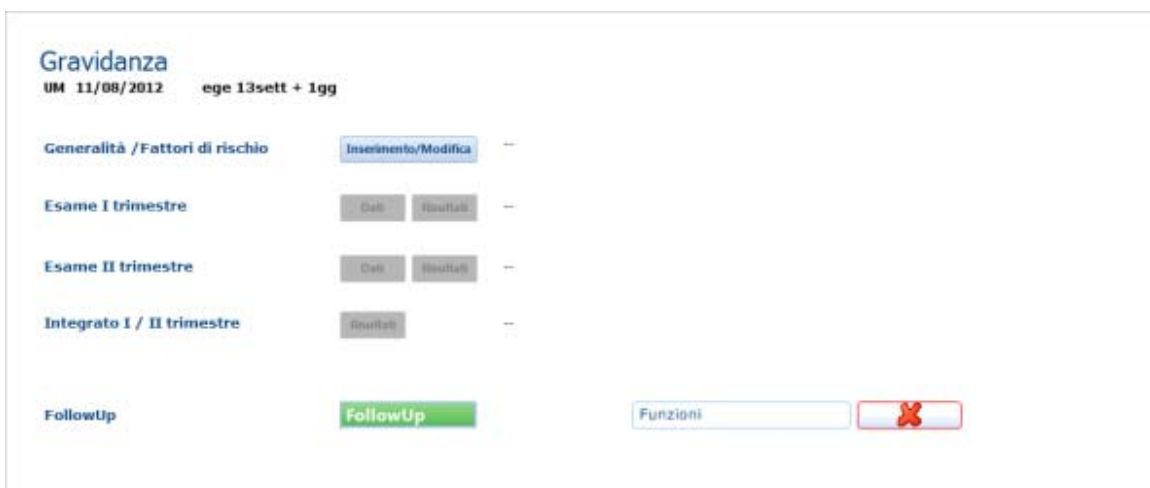 Gravidanza
UM 11/08/2012 ege 13sett + 1gg
Generalità /Fattori di rischio Inserimento/Modifica --
Esame I trimestre Dati Risultati --
Esame II trimestre Dati Risultati --
Integrato I / II trimestre Risultati --
FollowUp FollowUp Funzioni